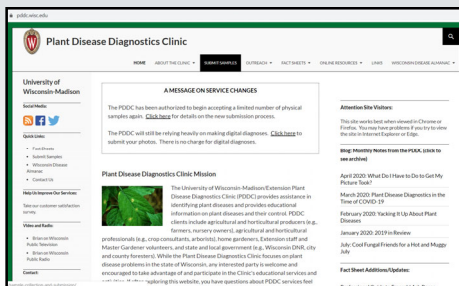 pddc.wisc.edu
Plant Disease Diagnostics Clinic
HOME ABOUT THE CLINIC SUBMIT SAMPLES OUTREACH FACT SHEETS ONLINE RESOURCES LINKS WISCONSIN DISEASE ALMANAC
University of
Wisconsin-Madison
Social Media:
Quick Links:
Fact Sheets
Submit Samples
Wisconsin Disease
Almanac
Contact Us
Help Us Improve Our Services
Take our customer satisfaction
survey.
Video and Radio
Brian on Wisconsin
Public Television
Brian on Wisconsin
Public Radio
Contact:
A MESSAGE ON SERVICE CHANGES
The PDDC has been authorized to begin accepting a limited number of physical
samples again. Click here for details on the new submission process.
The PDDC will still be relying heavily on making digital diagnoses. Click here to
submit your photos. There is no charge for digital diagnoses.
Plant Disease Diagnostics Clinic Mission
The University of Wisconsin-Madison/Extension Plant
Disease Diagnostics Clinic (PDDC) provides assistance in
identifying plant diseases and provides educational
information on plant diseases and their control. PDDC
clients include agricultural and horticultural producers (e.g.,
farmers, nursery owners), agricultural and horticultural
professionals (e.g., crop consultants, arborists), home gardeners, Extension staff and
Master Gardener volunteers, and state and local government (e.g., Wisconsin DNR, city
and county foresters). While the Plant Disease Diagnostics Clinic focuses on plant
disease problems in the state of Wisconsin, any interested party is welcome and
encouraged to take advantage of and participate in the Clinic's educational services and
exploring this website, you have questions about PDDC services feel
Attention Site Visitors:
This site works best when viewed in Chrome or
Firefox. You may have problems if you try to view
the site in Internet Explorer or Edge.
Blog: Monthly Notes from the PDDC (click to
see archive)
April 2020: What Do I Have to Do to Get My
Picture Took?
March 2020: Plant Disease Diagnostics in the
Time of COVID-19
February 2020: Yacking It Up About Plant
Diseases
January 2020: 2019 in Review
July: Cool Fungal Friends for a Hot and Muggy
July
Fact Sheet Additions/Updates: